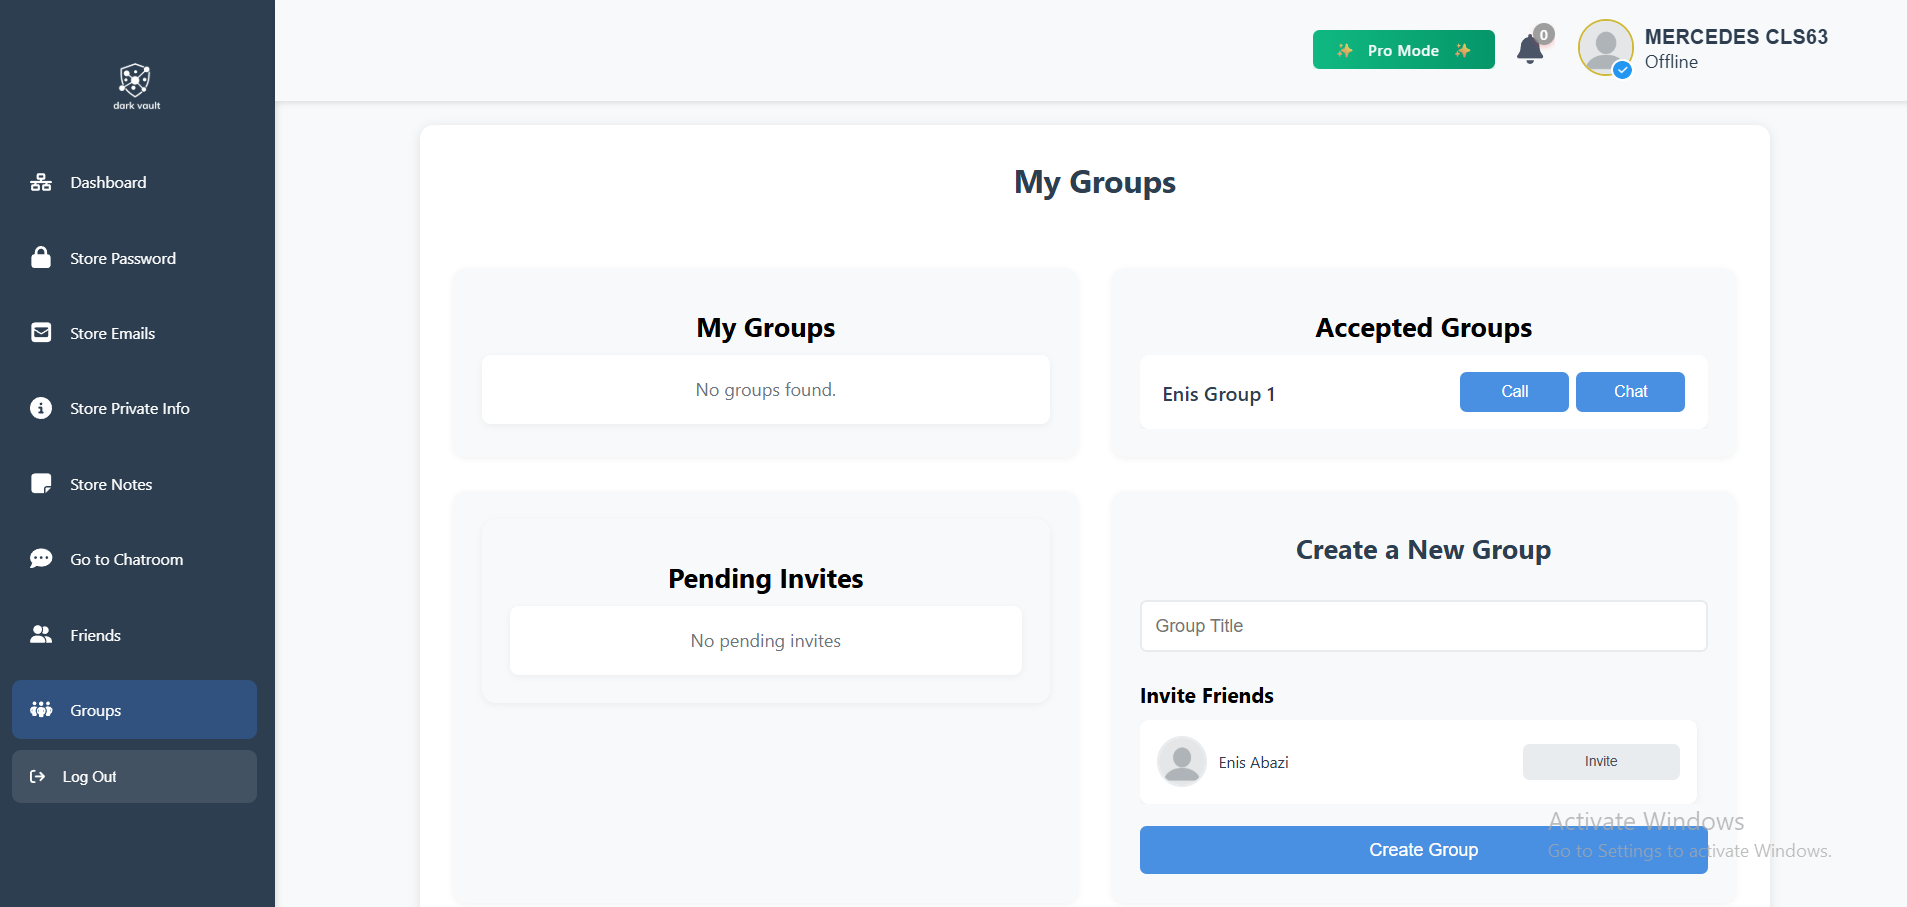 dark vault
Dashboard
Store Password
Store Emails
Store Private Info
Store Notes
Go to Chatroom
Friends
Groups
Log Out
✨ Pro Mode ✨
0
MERCEDES CLS63
Offline
My Groups
My Groups
No groups found.
Accepted Groups
Enis Group 1
Call
Chat
Pending Invites
No pending invites
Create a New Group
Group Title
Invite Friends
Enis Abazi
Invite
Create Group
Activate Windows
Go to Settings to activate Windows.